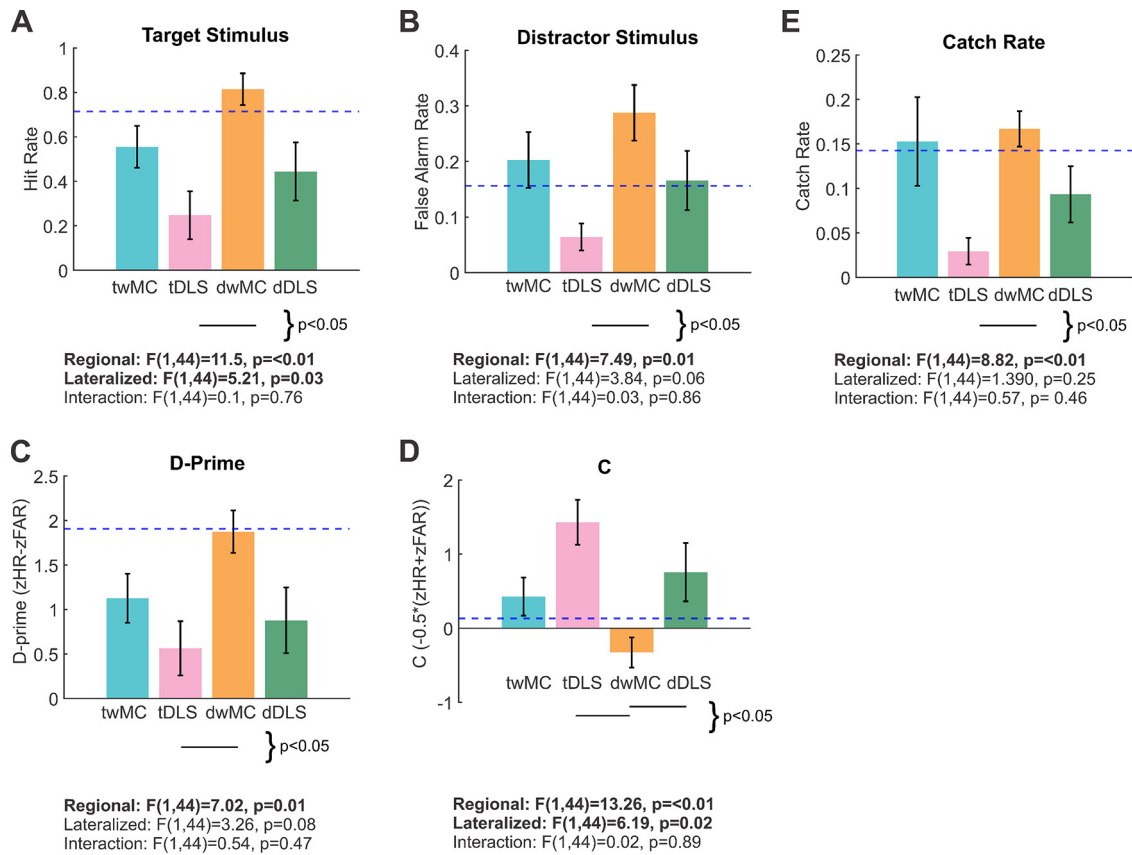 A
Target Stimulus
Hit Rate
1
0.8
0.6
0.4
0.2
0
twMC tDLS dwMC dDLS
} p<0.05
Regional: F(1,44)=11.5, p=<0.01
Lateralized: F(1,44)=5.21, p=0.03
Interaction: F(1,44)=0.1, p=0.76
B
Distractor Stimulus
False Alarm Rate
0.4
0.3
0.2
0.1
0
twMC tDLS dwMC dDLS
} p<0.05
Regional: F(1,44)=7.49, p=0.01
Lateralized: F(1,44)=3.84, p=0.06
Interaction: F(1,44)=0.03, p=0.86
E
Catch Rate
Catch Rate
0.25
0.2
0.15
0.1
0.05
0
twMC tDLS dwMC dDLS
} p<0.05
Regional: F(1,44)=8.82, p=<0.01
Lateralized: F(1,44)=1.390, p=0.25
Interaction: F(1,44)=0.57, p= 0.46
C
D-Prime
D-prime (zHR-zFAR)
2.5
2
1.5
1
0.5
0
twMC tDLS dwMC dDLS
} p<0.05
Regional: F(1,44)=7.02, p=0.01
Lateralized: F(1,44)=3.26, p=0.08
Interaction: F(1,44)=0.54, p=0.47
D
C
C (-0.5*(zHR+zFAR))
2
1
0
-1
twMC tDLS dwMC dDLS
} p<0.05
Regional: F(1,44)=13.26, p=<0.01
Lateralized: F(1,44)=6.19, p=0.02
Interaction: F(1,44)=0.02, p=0.89